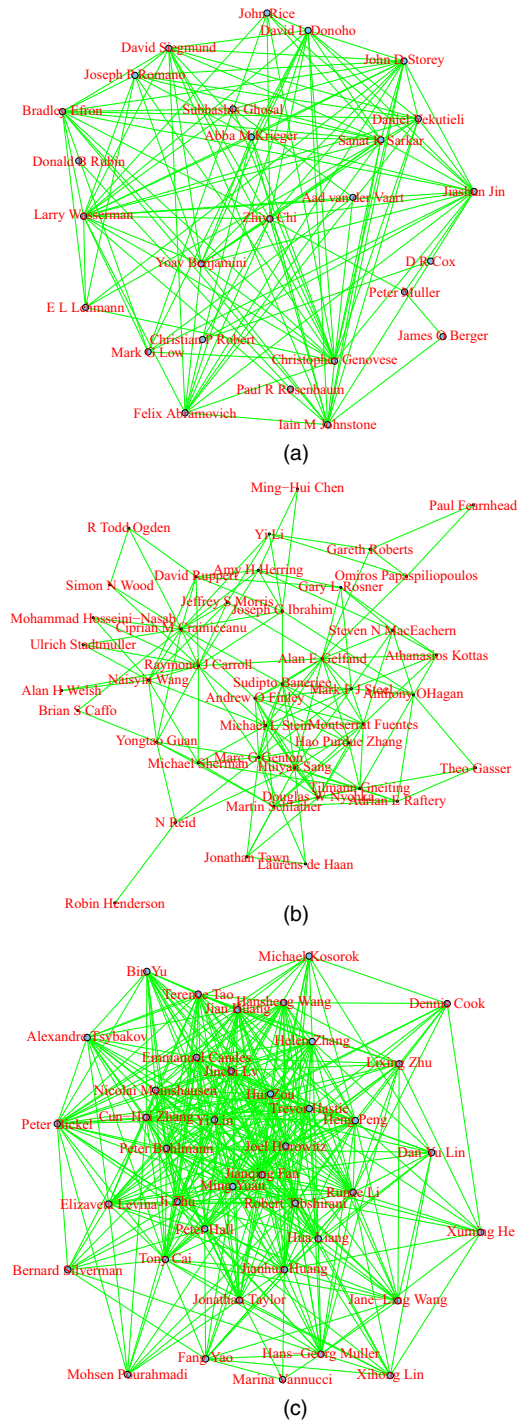 John Rice
David L Donoho
David Siegmund
John D Storey
Joseph P Romano
Bradley Efron
Subhashis Ghosal
Daniel Yekutieli
Abba M Krieger
Sanat K Sarkar
Donald B Rubin
Jiashun Jin
Aad van der Vaart
Larry Wasserman
Zhiyi Chi
Yoav Benjamini
D R Cox
Peter Muller
E L Lehmann
James O Berger
Christian P Robert
Mark G Low
Christopher Genovese
Paul R Rosenbaum
Felix Abramovich
Iain M Johnstone
(a)
Ming−Hui Chen
Paul Fearnhead
R Todd Ogden
Yi Li
Gareth Roberts
Amy H Herring
David Ruppert
Omiros Papaspiliopoulos
Simon N Wood
Gary L Rosner
Jeffrey S Morris
Joseph G Ibrahim
Mohammad Hosseini−Nasab
Ciprian M Crainiceanu
Steven N MacEachern
Ulrich Stadtmuller
Alan E Gelfand
Athanasios Kottas
Raymond J Carroll
Naisyin Wang
Sudipto Banerjee
Alan H Welsh
Mark F J Steel
Andrew O Finley
Anthony OHagan
Brian S Caffo
Michael L Stein
Montserrat Fuentes
Yongtao Guan
Hao Purdue Zhang
Marc G Genton
Michael Sherman
Huiyan Sang
Theo Gasser
Tilmann Gneiting
Douglas W Nychka
Adrian E Raftery
Martin Schlather
N Reid
Jonathan Tawn
Laurens de Haan
Robin Henderson
(b)
Michael Kosorok
Bin Yu
Terence Tao
Hansheng Wang
Dennis Cook
Jian Huang
Alexandre Tsybakov
Helen Zhang
Emmanuel Candes
Lixing Zhu
Jinchi Lv
Nicolai Meinshausen
Hui Zou
Trevor Hastie
Cun−Hui Zhang
Yi Lin
Heng Peng
Peter Bickel
Peter Buhlmann
Joel Horowitz
Dan Yu Lin
Jianqing Fan
Ming Yuan
Runze Li
Elizaveta Levina
Ji Zhu
Robert Tibshirani
Peter Hall
Xuming He
Hua Liang
Tony Cai
Bernard Silverman
Jianhua Huang
Jonathan Taylor
Jane−Ling Wang
Hans−Georg Muller
Fang Yao
Mohsen Pourahmadi
Marina Vannucci
Xihong Lin
(c)